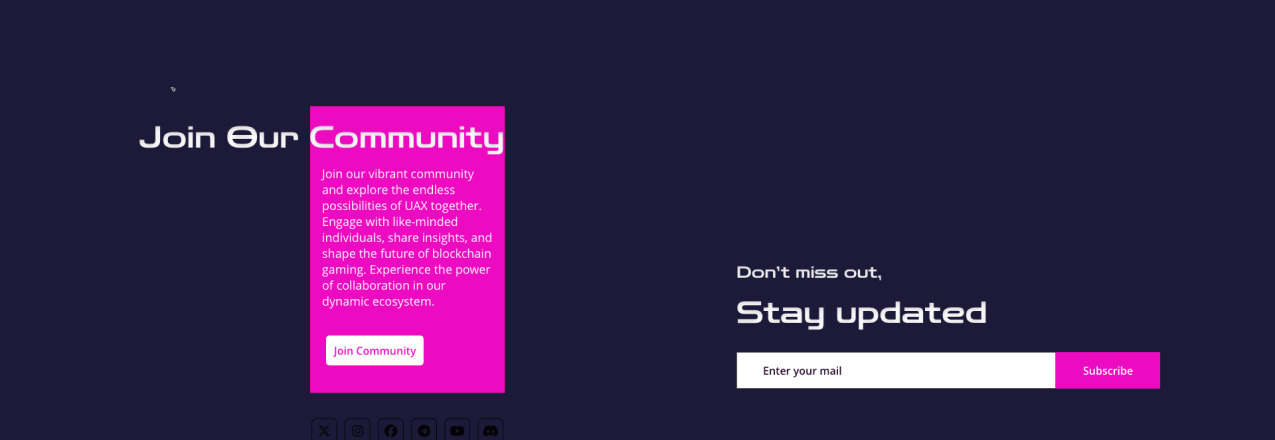 Join Our Community
Join our vibrant community
and explore the endless
possibilities of UAX together.
Engage with like-minded
individuals, share insights, and
shape the future of blockchain
gaming. Experience the power
of collaboration in our
dynamic ecosystem.
Join Community
Don't miss out,
Stay updated
Enter your mail
Subscribe